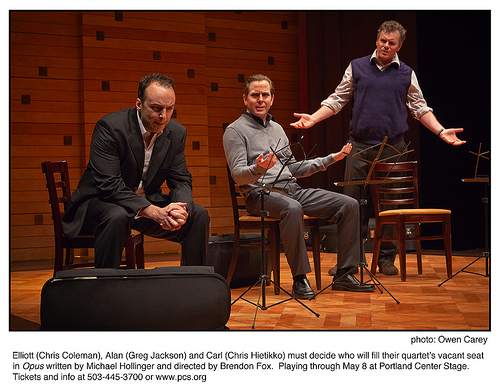 photo: Owen Carey
Elliott (Chris Coleman), Alan (Greg Jackson) and Carl (Chris Hietikko) must decide who will fill their quartet's vacant seat
in Opus written by Michael Hollinger and directed by Brendon Fox.  Playing through May 8 at Portland Center Stage.
Tickets and info at 503-445-3700 or www.pcs.org